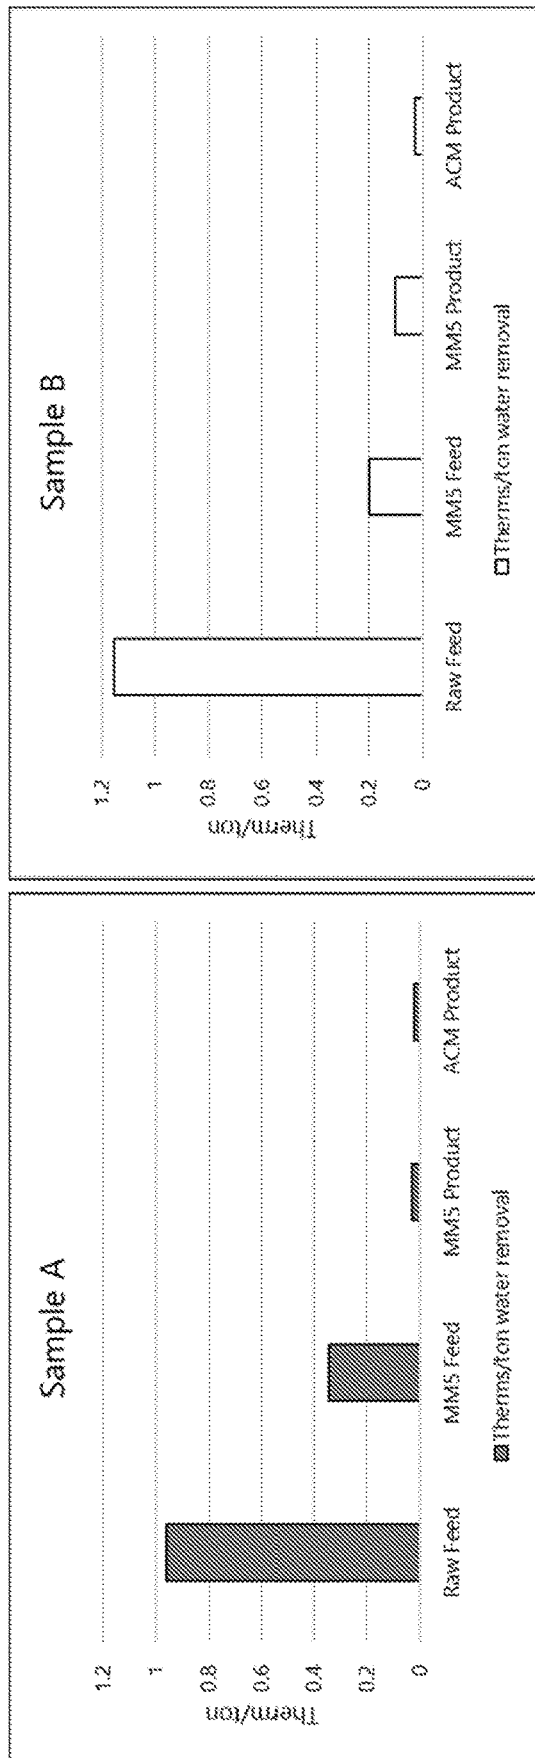 Sample A
1.2
1
0.8
0.6
0.4
0.2
0
Therm/ton
Raw Feed
MMS Feed
MMS Product
ACM Product
Therms/ton water removal
Sample B
1.2
1
0.8
0.6
0.4
0.2
0
Therm/ton
Raw Feed
MMS Feed
MMS Product
ACM Product
Therms/ton water removal